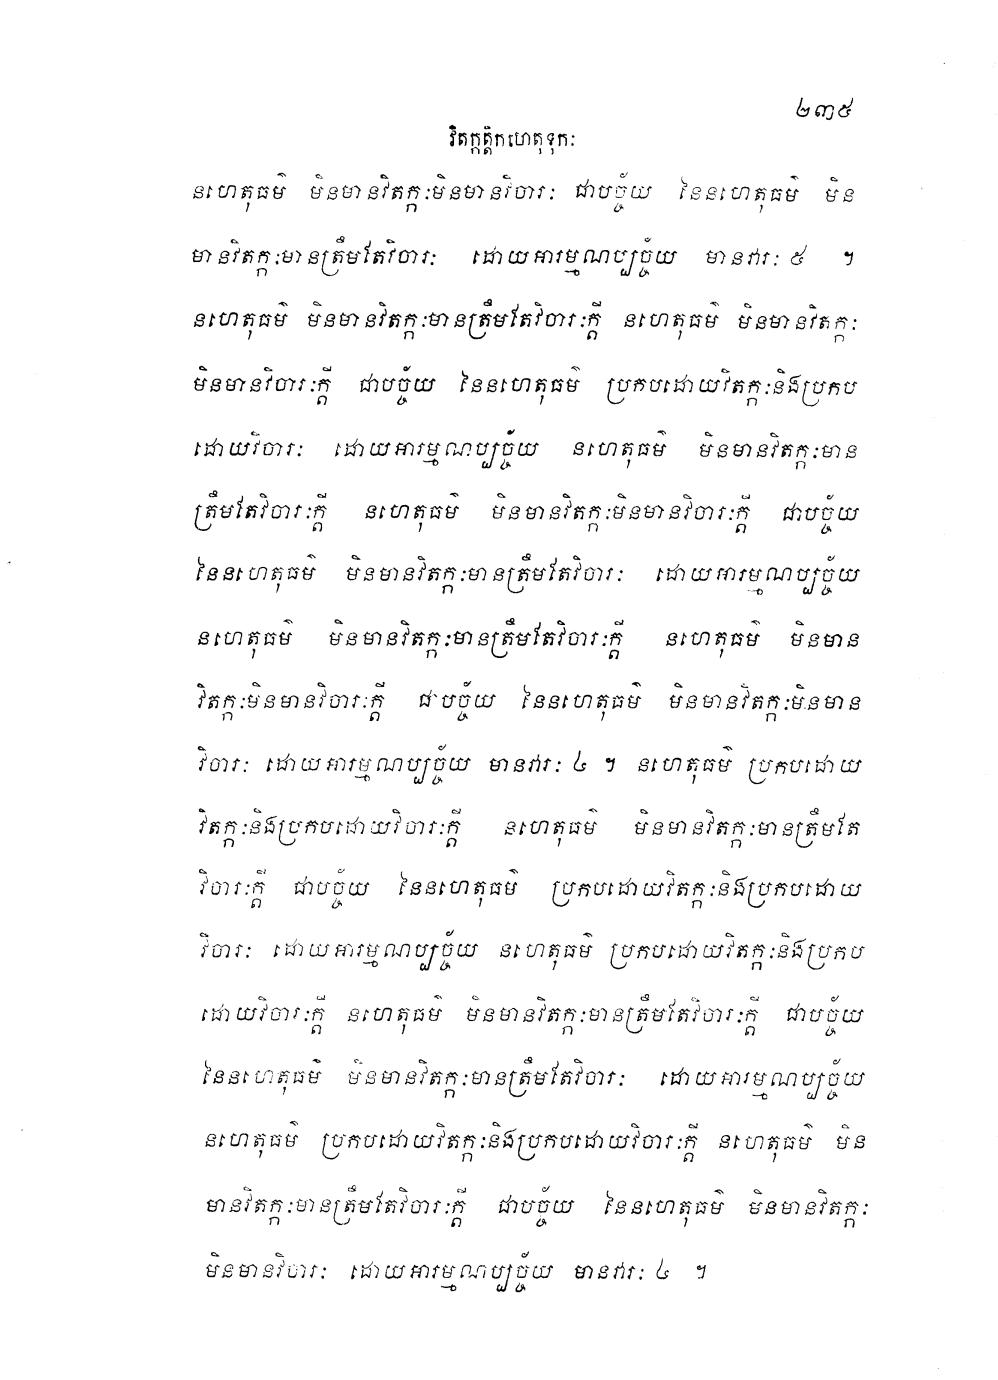 ២៣៥
វិតក្កត្តិកហេតុទុកៈ
នហេតុធម៌ មិនមានវិតក្កៈមិនមានវិចារៈ ជាបច្ច័យ នៃនហេតុធម៌ មិន
មានវិតក្កៈមានត្រឹមតែវិចារៈ ដោយអារម្មណប្បច្ច័យ មានវារៈ ៥ ។
នហេតុធម៌ មិនមានវិតក្កៈមានត្រឹមតែវិចារៈក្តី នហេតុធម៌ មិនមានវិតក្កៈ
មិនមានវិចារៈក្តី ជាបច្ច័យ នៃនហេតុធម៌ ប្រកបដោយវិតក្កៈនិងប្រកប
ដោយវិចារៈ ដោយអារម្មណប្បច្ច័យ នហេតុធម៌ មិនមានវិតក្កៈមាន
ត្រឹមតែវិចារៈក្តី នហេតុធម៌ មិនមានវិតក្កៈមិនមានវិចារៈក្តី ជាបច្ច័យ
នៃនហេតុធម៌ មិនមានវិតក្កៈមានត្រឹមតែវិចារៈ ដោយអារម្មណប្បច្ច័យ
នហេតុធម៌ មិនមានវិតក្កៈមានត្រឹមតែវិចារៈក្តី នហេតុធម៌ មិនមាន
វិតក្កៈមិនមានវិចារៈក្តី ជាបច្ច័យ នៃនហេតុធម៌ មិនមានវិតក្កៈមិនមាន
វិចារៈ ដោយអារម្មណប្បច្ច័យ មានវារៈ ៤ ។ នហេតុធម៌ ប្រកបដោយ
វិតក្កៈនិងប្រកបដោយវិចារៈក្តី នហេតុធម៌ មិនមានវិតក្កៈមានត្រឹមតែ
វិចារៈក្តី ជាបច្ច័យ នៃនហេតុធម៌ ប្រកបដោយវិតក្កៈនិងប្រកបដោយ
វិចារៈ ដោយអារម្មណប្បច្ច័យ នហេតុធម៌ ប្រកបដោយវិតក្កៈនិងប្រកប
ដោយវិចារៈក្តី នហេតុធម៌ មិនមានវិតក្កៈមានត្រឹមតែវិចារៈក្តី ជាបច្ច័យ
នៃនហេតុធម៌ មិនមានវិតក្កៈមានត្រឹមតែវិចារៈ ដោយអារម្មណប្បច្ច័យ
នហេតុធម៌ ប្រកបដោយវិតក្កៈនិងប្រកបដោយវិចារៈក្តី នហេតុធម៌ មិន
មានវិតក្កៈមានត្រឹមតែវិចារៈក្តី ជាបច្ច័យ នៃនហេតុធម៌ មិនមានវិតក្កៈ
មិនមានវិចារៈ ដោយអារម្មណប្បច្ច័យ មានវារៈ ៤ ។